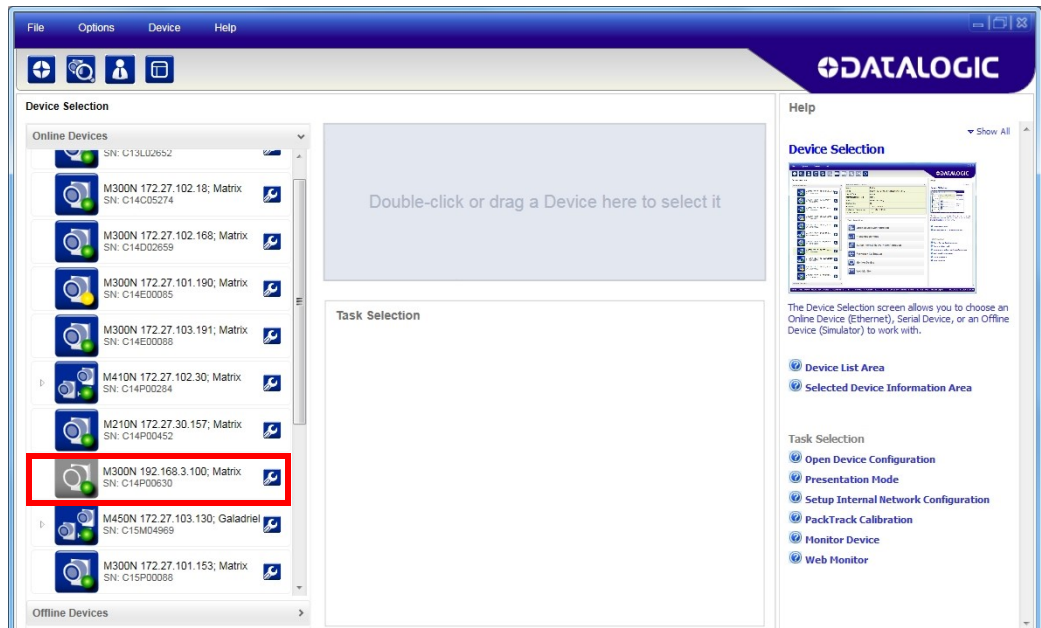 File Options Device Help
DATALOGIC
Device Selection
Online Devices
SN: C13L02652
M300N 172.27.102.18; Matrix
SN: C14C05274
M300N 172.27.102.168; Matrix
SN: C14D02659
M300N 172.27.101.190; Matrix
SN: C14E00085
M300N 172.27.103.191; Matrix
SN: C14E00088
M410N 172.27.102.30; Matrix
SN: C14P00284
M210N 172.27.30.157; Matrix
SN: C14P00452
M300N 192.168.3.100; Matrix
SN: C14P00630
M450N 172.27.103.130; Galadriel
SN: C15M04969
M300N 172.27.101.153; Matrix
SN: C15P00088
Offline Devices
Double-click or drag a Device here to select it
Task Selection
Help
Show All
Device Selection
The Device Selection screen allows you to choose an
Online Device (Ethernet), Serial Device, or an Offline
Device (Simulator) to work with.
Device List Area
Selected Device Information Area
Task Selection
Open Device Configuration
Presentation Mode
Setup Internal Network Configuration
PackTrack Calibration
Monitor Device
Web Monitor